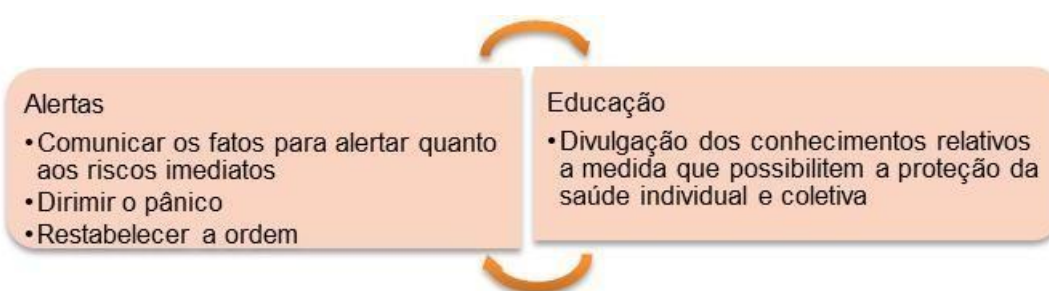 Alertas
•Comunicar os fatos para alertar quanto
aos riscos imediatos
•Dirimir o pânico
•Restabelecer a ordem
Educação
•Divulgação dos conhecimentos relativos
a medida que possibilitem a proteção da
saúde individual e coletiva